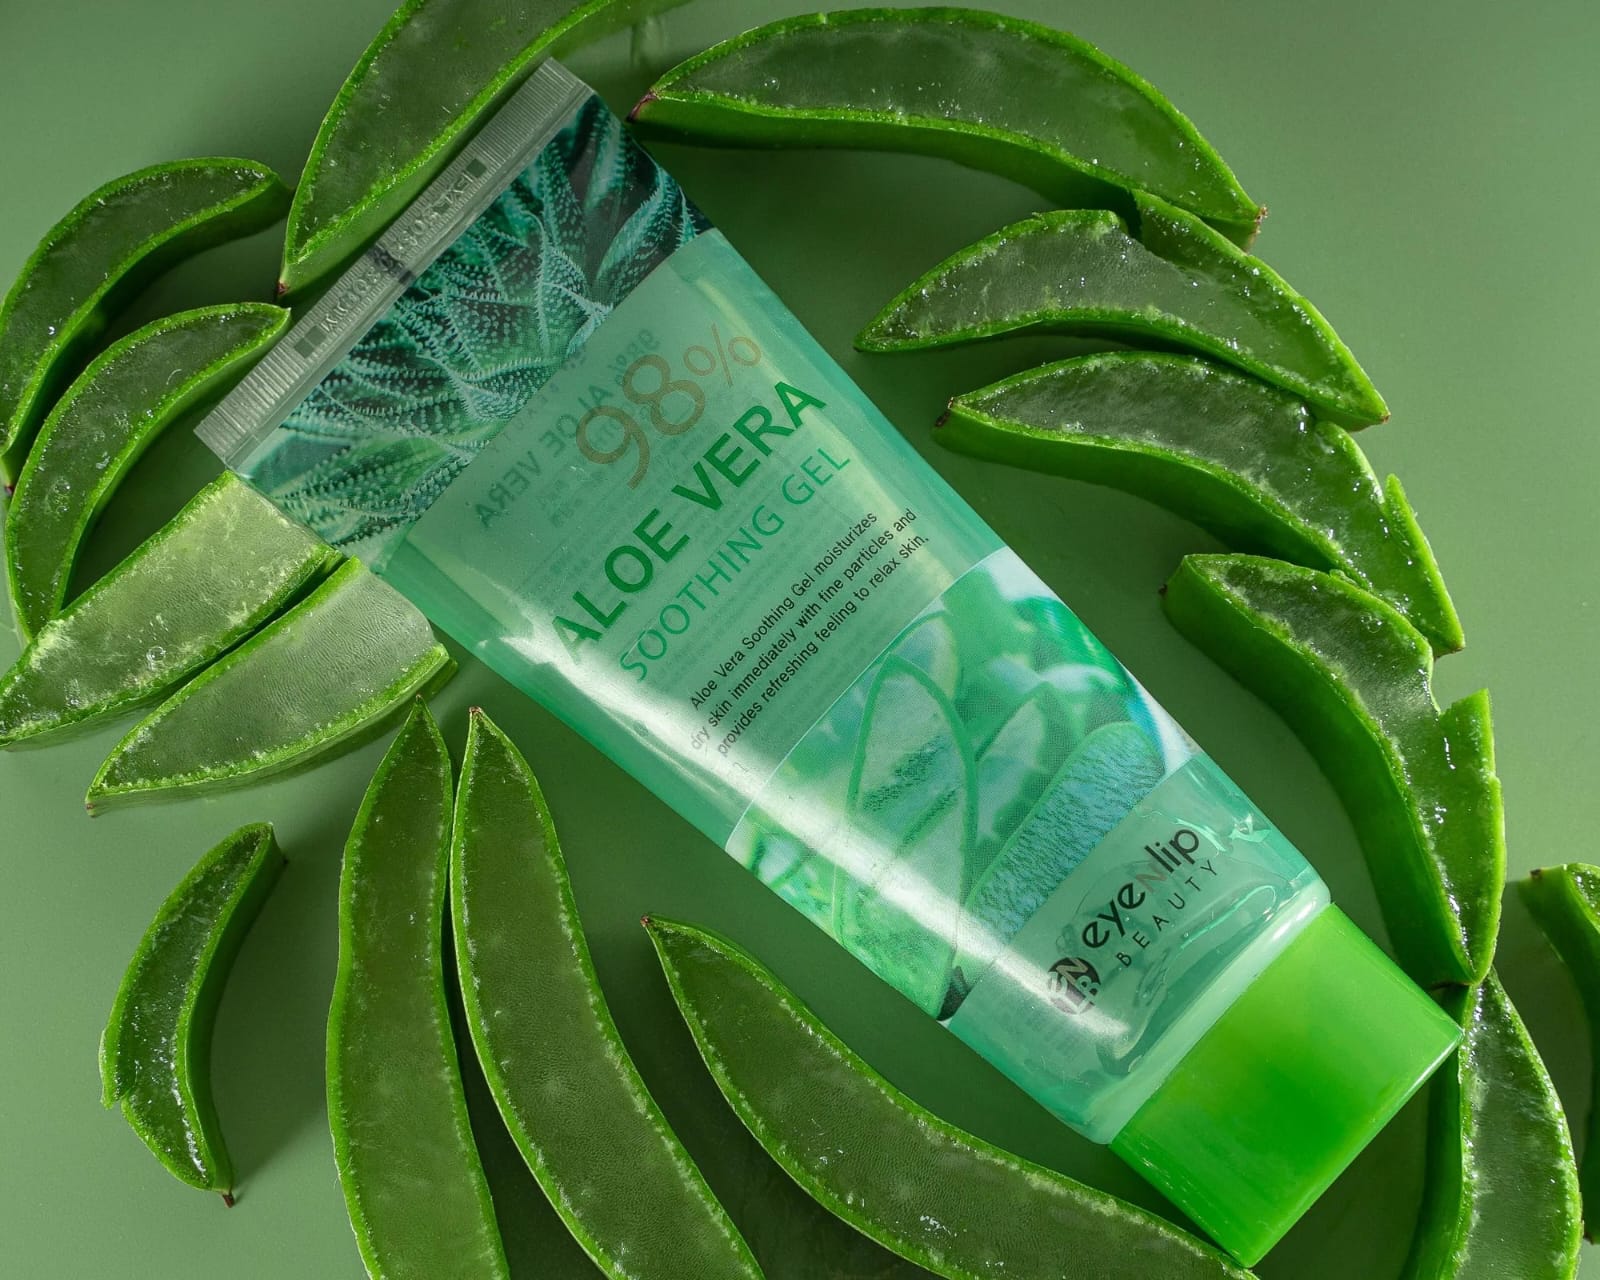 98%
ALOE VERA
SOOTHING GEL
Aloe Vera Soothing Gel moisturizes
dry skin immediately with fine particles and
provides refreshing feeling to relax skin.
eyeNlip
BEAUTY